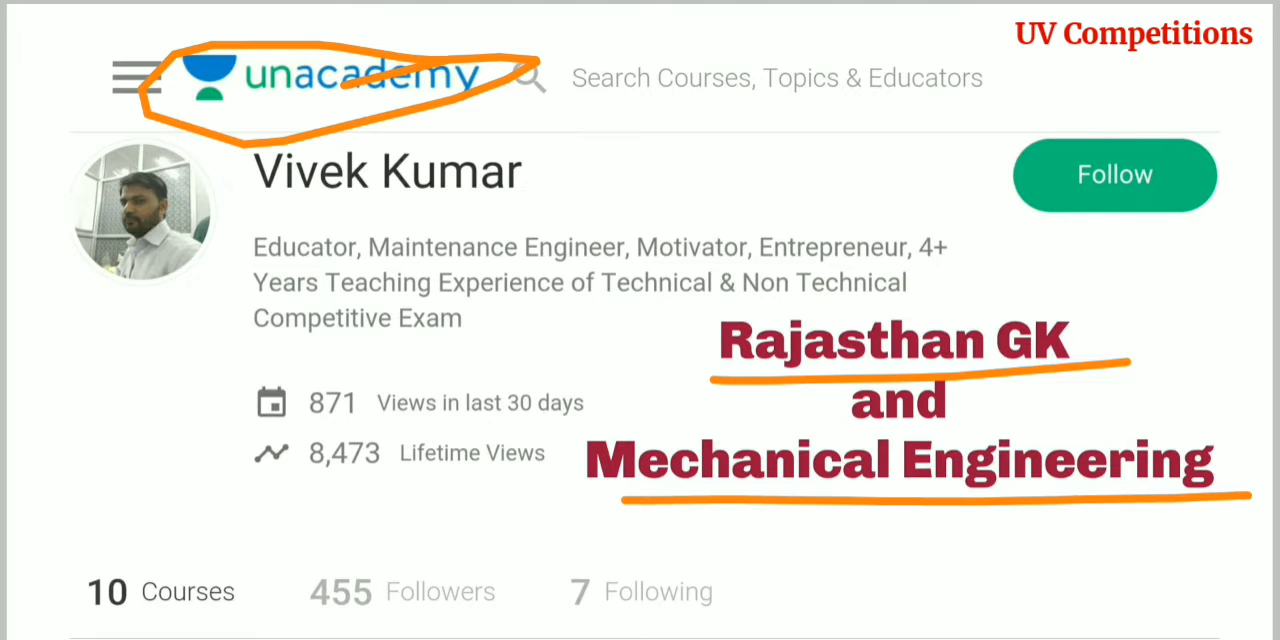 UV Competitions
unacademy Search Courses, Topics & Educators
Vivek Kumar
Follow
Educator, Maintenance Engineer, Motivator, Entrepreneur, 4+
Years Teaching Experience of Technical & Non Technical
Competitive Exam
Rajasthan GK
and
Mechanical Engineering
871 Views in last 30 days
8,473 Lifetime Views
10 Courses 455 Followers 7 Following